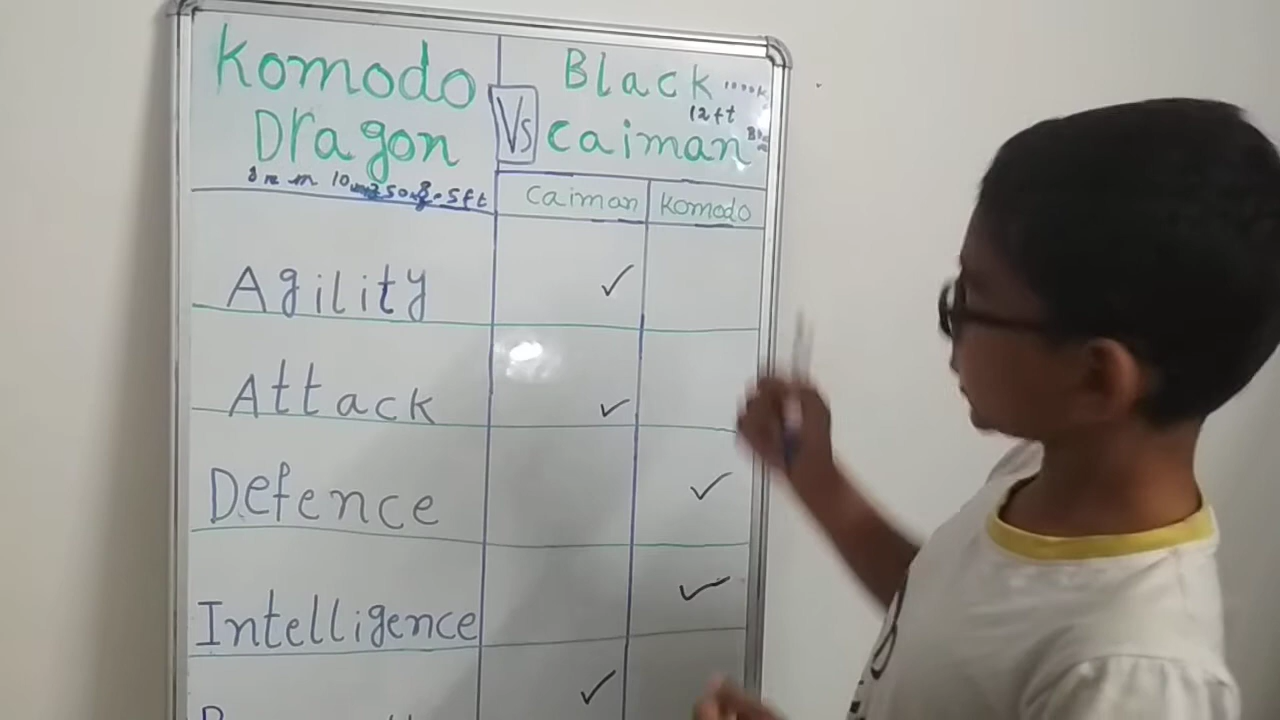 Komodo
Dragon
Vs
Black
12ft
Caiman
caiman
Komodo
Agility
Attack
Defence
Intelligence